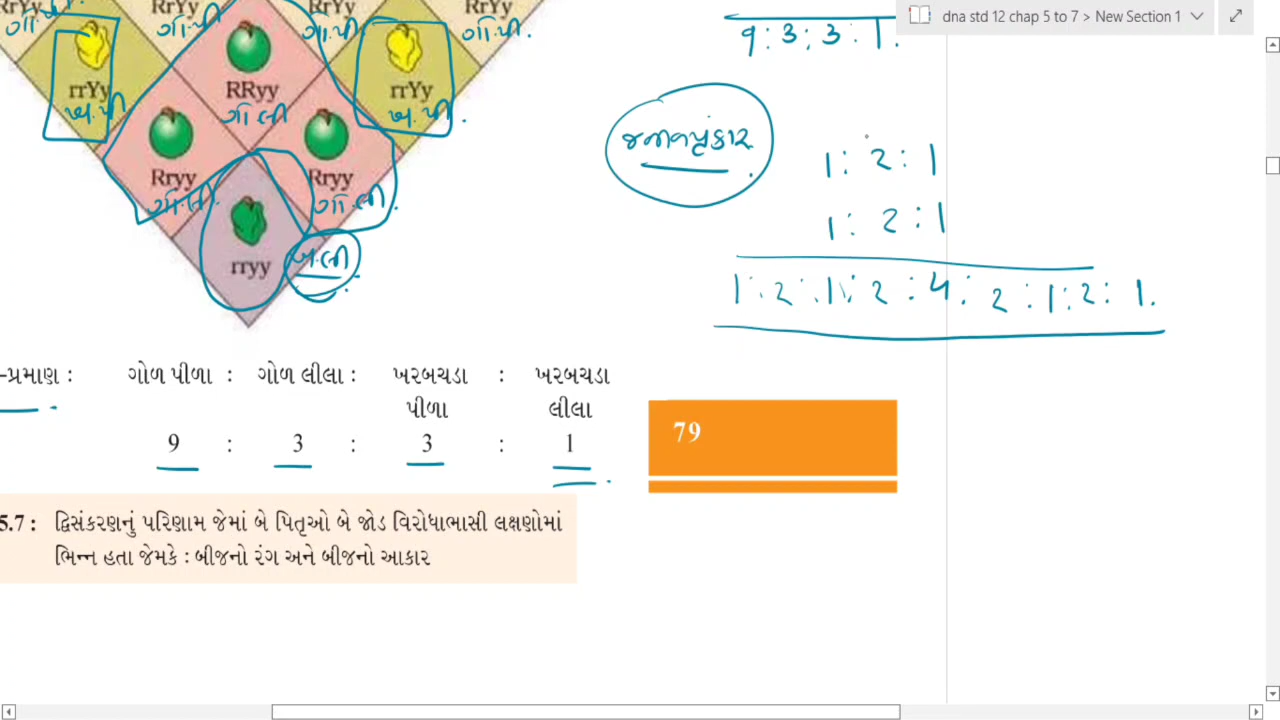 RrYy RrYy RrYy RrYy
ગો.પી. ગો.પી. ગો.પી. ગો.પી.
rrYy RRyy rrYy
ખ.પી ગો લી ખ.પી.
Rryy Rryy
ગો.લી. ગો.લી.
rryy ખ.લી
9 : 3 : 3 : 1.
dna std 12 chap 5 to 7 > New Section 1
જનીનપ્રકાર
1 : 2 : 1
1 : 2 : 1
1 : 2 : 1 : 2 : 4 : 2 : 1 : 2 : 1.
-પ્રમાણ : ગોળ પીળા : ગોળ લીલા : ખરબચડા : ખરબચડા
પીળા લીલા
9 : 3 : 3 : 1
79
5.7 : દ્વિસંકરણનું પરિણામ જેમાં બે પિતૃઓ બે જોડ વિરોધાભાસી લક્ષણોમાં
ભિન્ન હતા જેમકે : બીજનો રંગ અને બીજનો આકાર